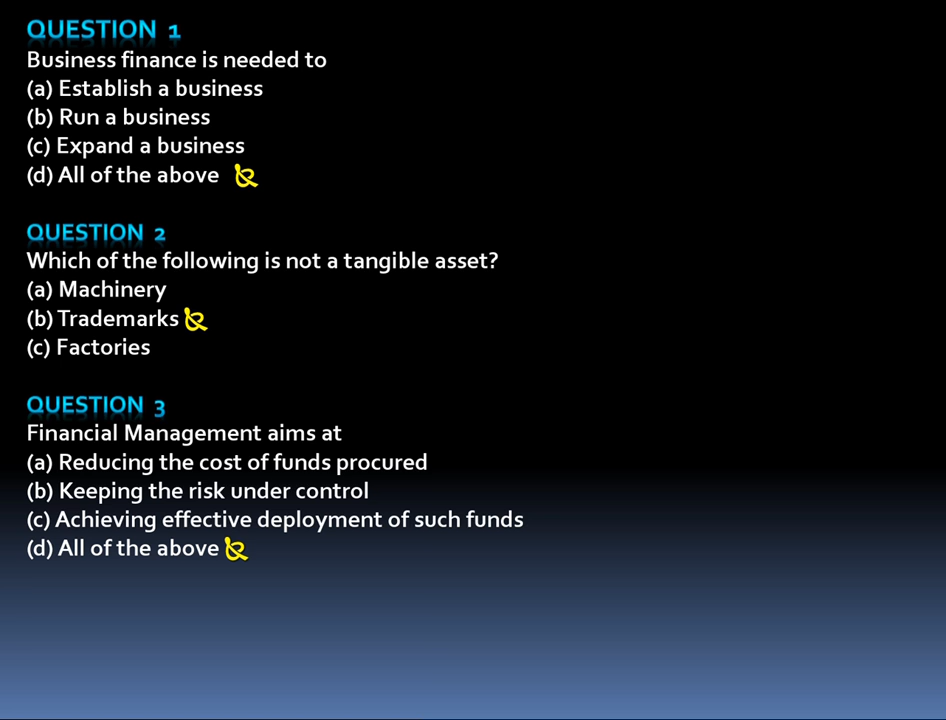 QUESTION 1
Business finance is needed to
(a) Establish a business
(b) Run a business
(c) Expand a business
(d) All of the above
QUESTION 2
Which of the following is not a tangible asset?
(a) Machinery
(b) Trademarks
(c) Factories
QUESTION 3
Financial Management aims at
(a) Reducing the cost of funds procured
(b) Keeping the risk under control
(c) Achieving effective deployment of such funds
(d) All of the above